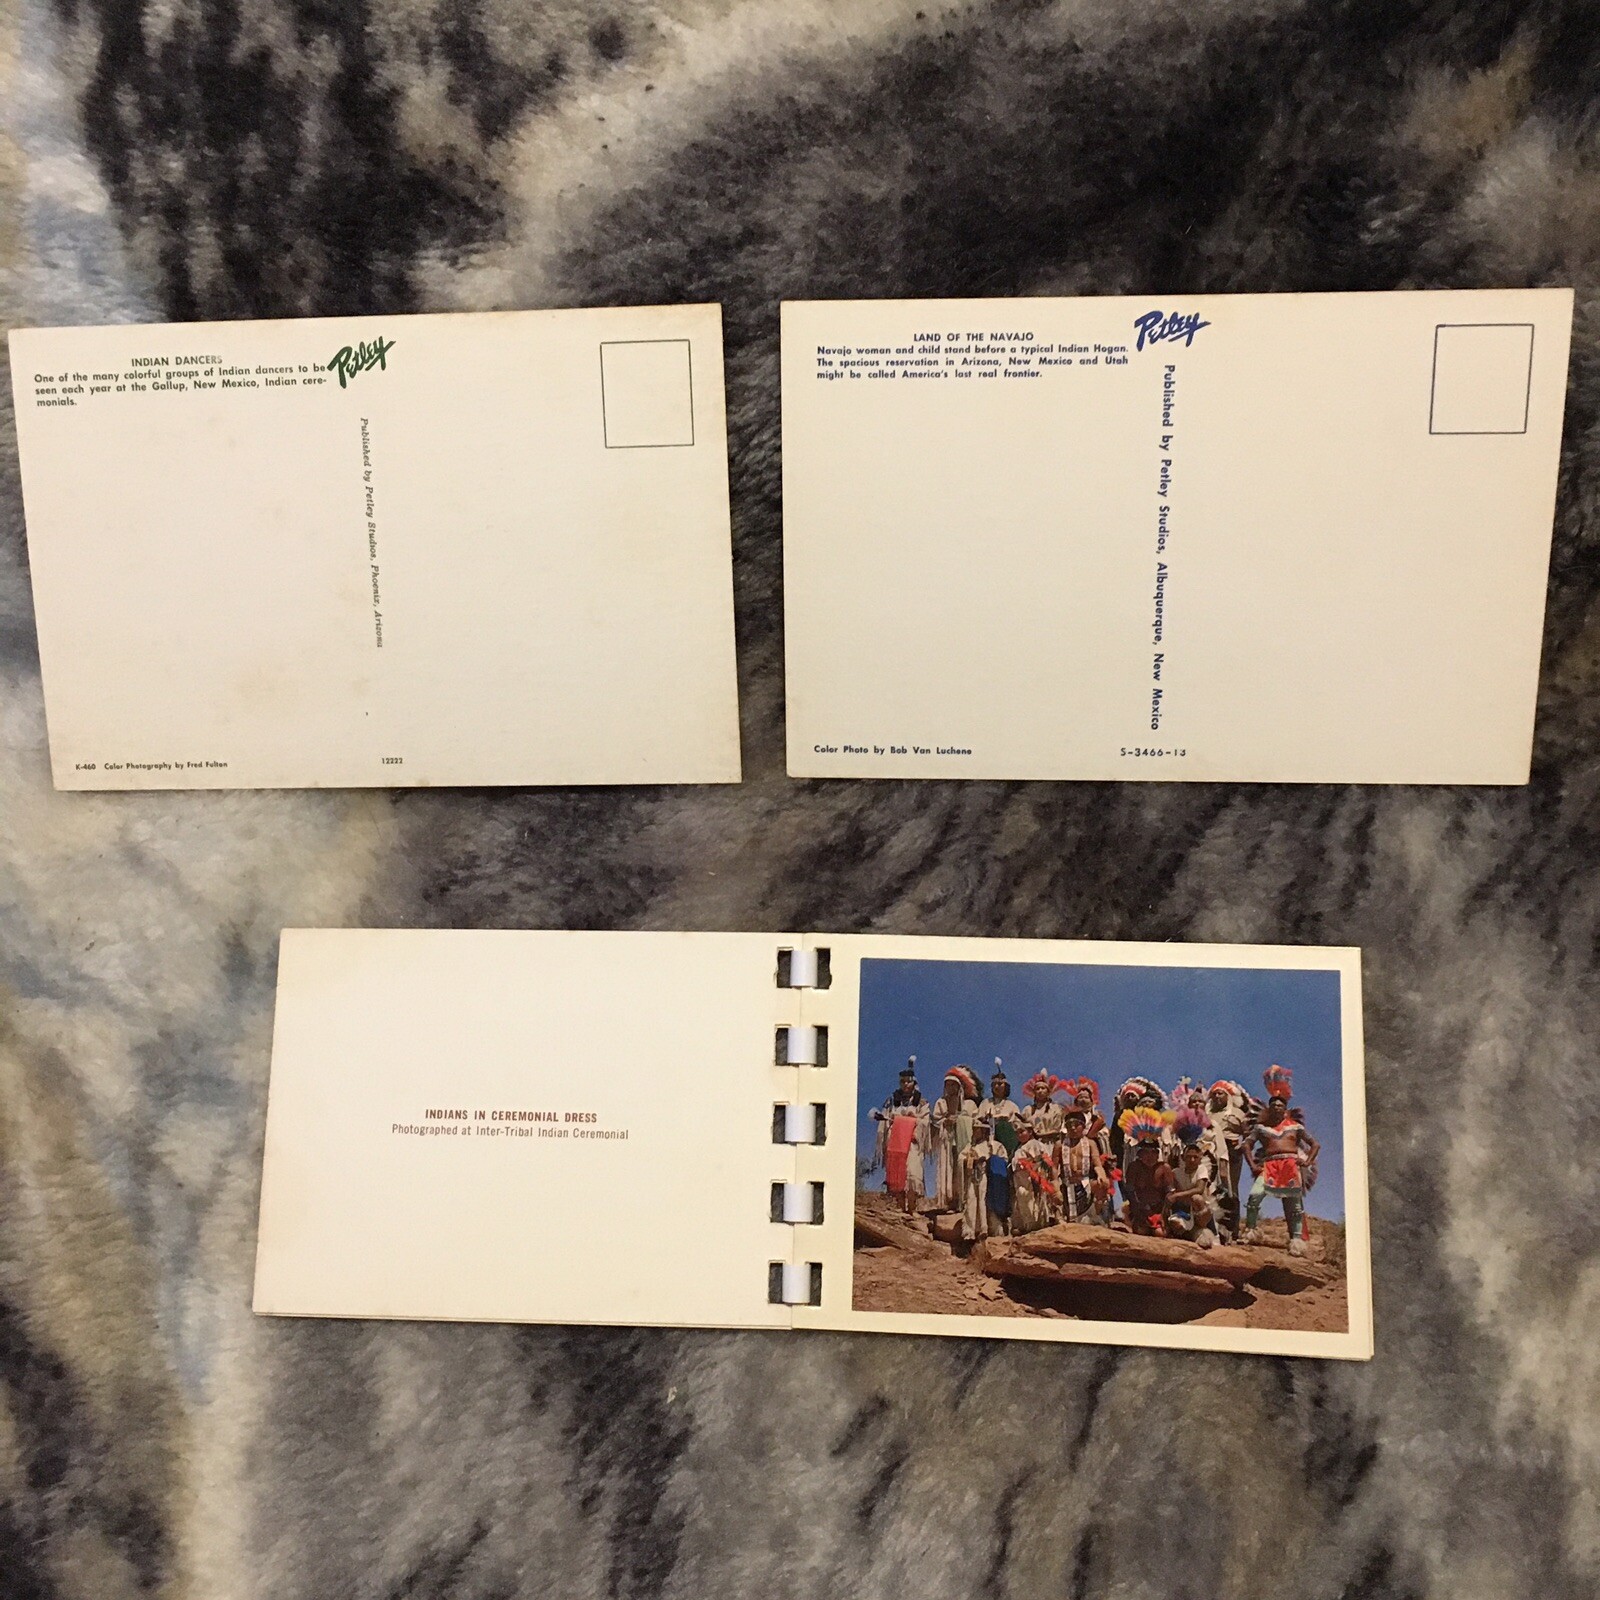 INDIAN DANCERS
One of the many colorful groups of Indian dancers to be
seen each year at the Gallup, New Mexico, Indian cere-
monials.
Petley
Published by Petley Studios, Phoenix, Arizona
K-460 Color Photography by Fred Fulton
12222
LAND OF THE NAVAJO
Navajo woman and child stand before a typical Indian Hogan.
The spacious reservation in Arizona, New Mexico and Utah
might be called America's last real frontier.
Petley
Published by Petley Studios, Albuquerque, New Mexico
Color Photo by Bob Van Luchene
S-3466-13
INDIANS IN CEREMONIAL DRESS
Photographed at Inter-Tribal Indian Ceremonial